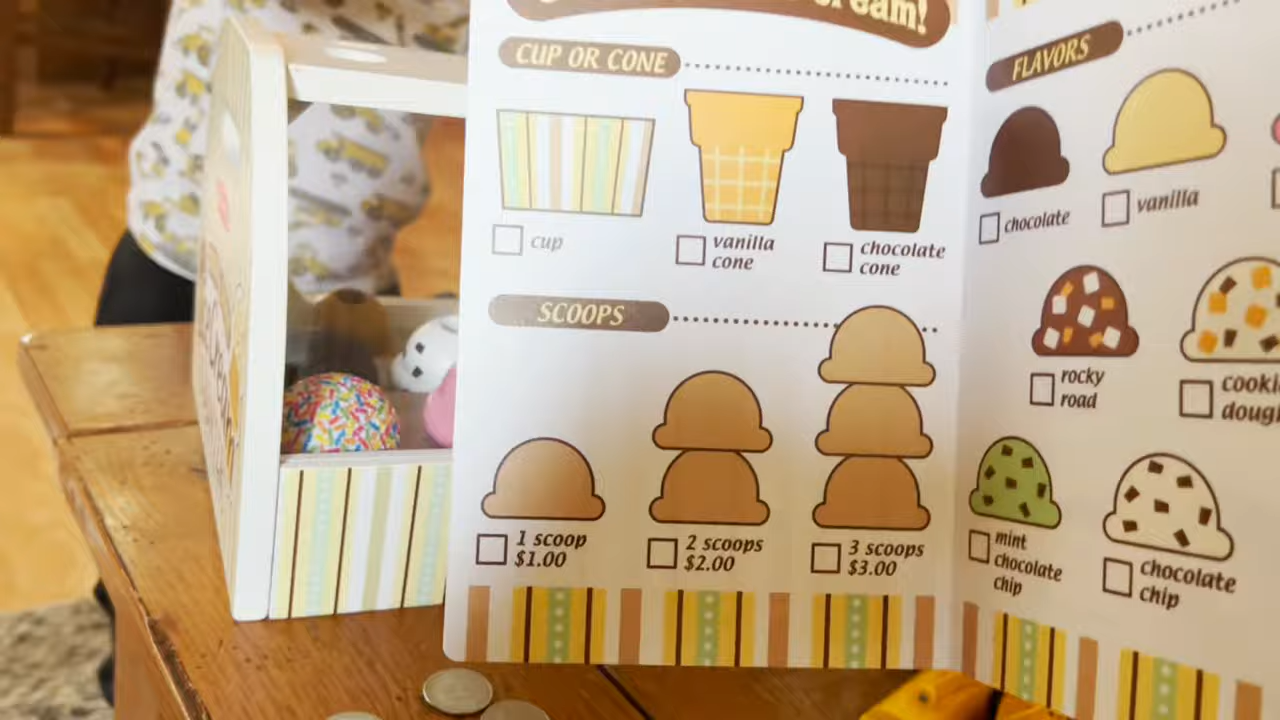 cream!
CUP OR CONE
cup
vanilla
cone
chocolate
cone
SCOOPS
1 scoop
$1.00
2 scoops
$2.00
3 scoops
$3.00
FLAVORS
chocolate
vanilla
rocky
road
mint
chocolate
chip
chocolate
chip